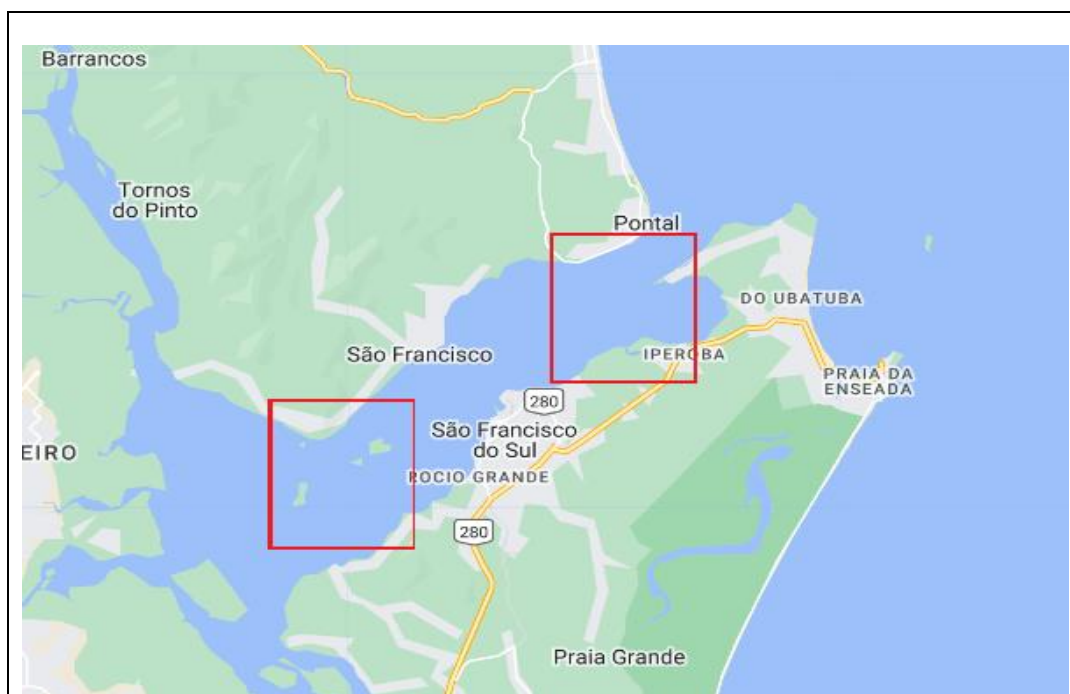 Barrancos
Tornos
do Pinto
Pontal
DO UBATUBA
São Francisco
IPEROBA
PRAIA DA
ENSEADA
280
São Francisco
do Sul
EIRO
ROCIO GRANDE
280
Praia Grande